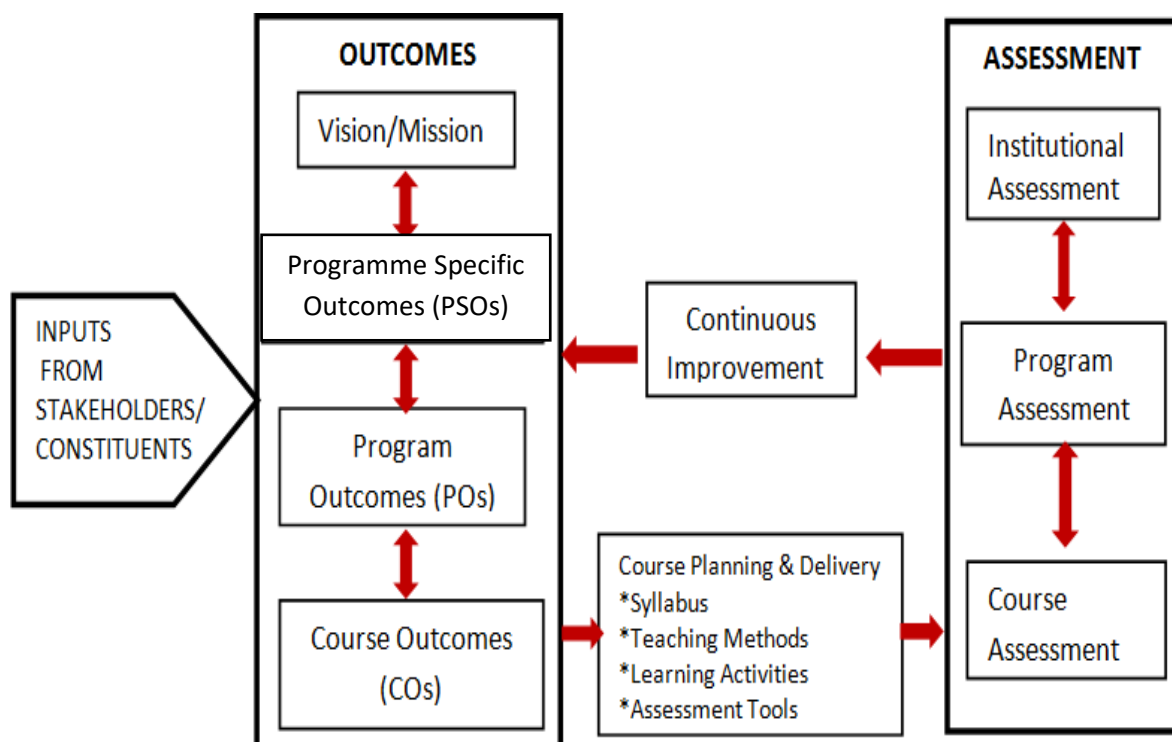 INPUTS
FROM
STAKEHOLDERS/
CONSTITUENTS
OUTCOMES
Vision/Mission
Programme Specific
Outcomes (PSOs)
Program
Outcomes (POs)
Course Outcomes
(COs)
Continuous
Improvement
Course Planning & Delivery
*Syllabus
*Teaching Methods
*Learning Activities
*Assessment Tools
ASSESSMENT
Institutional
Assessment
Program
Assessment
Course
Assessment